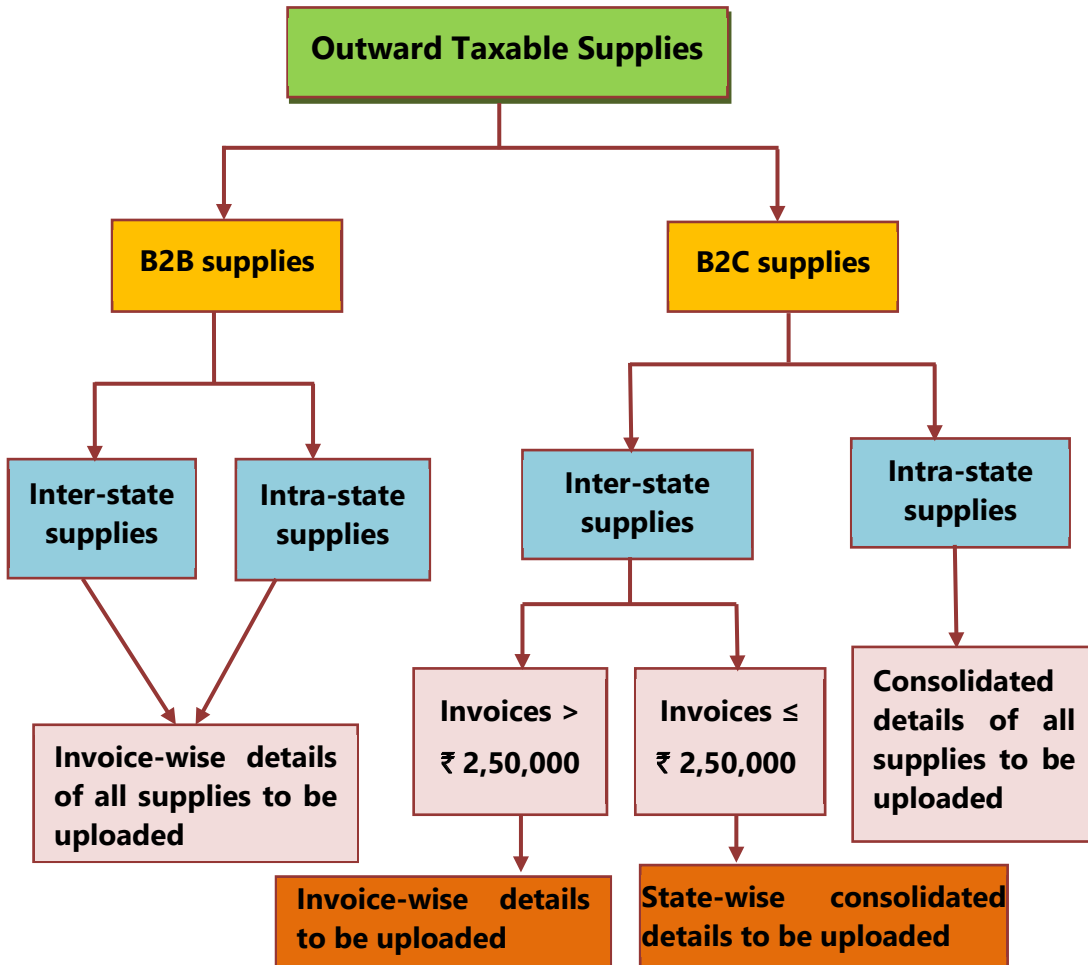 Outward Taxable Supplies
B2B supplies
B2C supplies
Inter-state
supplies
Intra-state
supplies
Inter-state
supplies
Intra-state
supplies
Invoice-wise details
of all supplies to be
uploaded
Invoices >
₹ 2,50,000
Invoices ≤
₹ 2,50,000
Consolidated
details of all
supplies to be
uploaded
Invoice-wise details
to be uploaded
State-wise consolidated
details to be uploaded